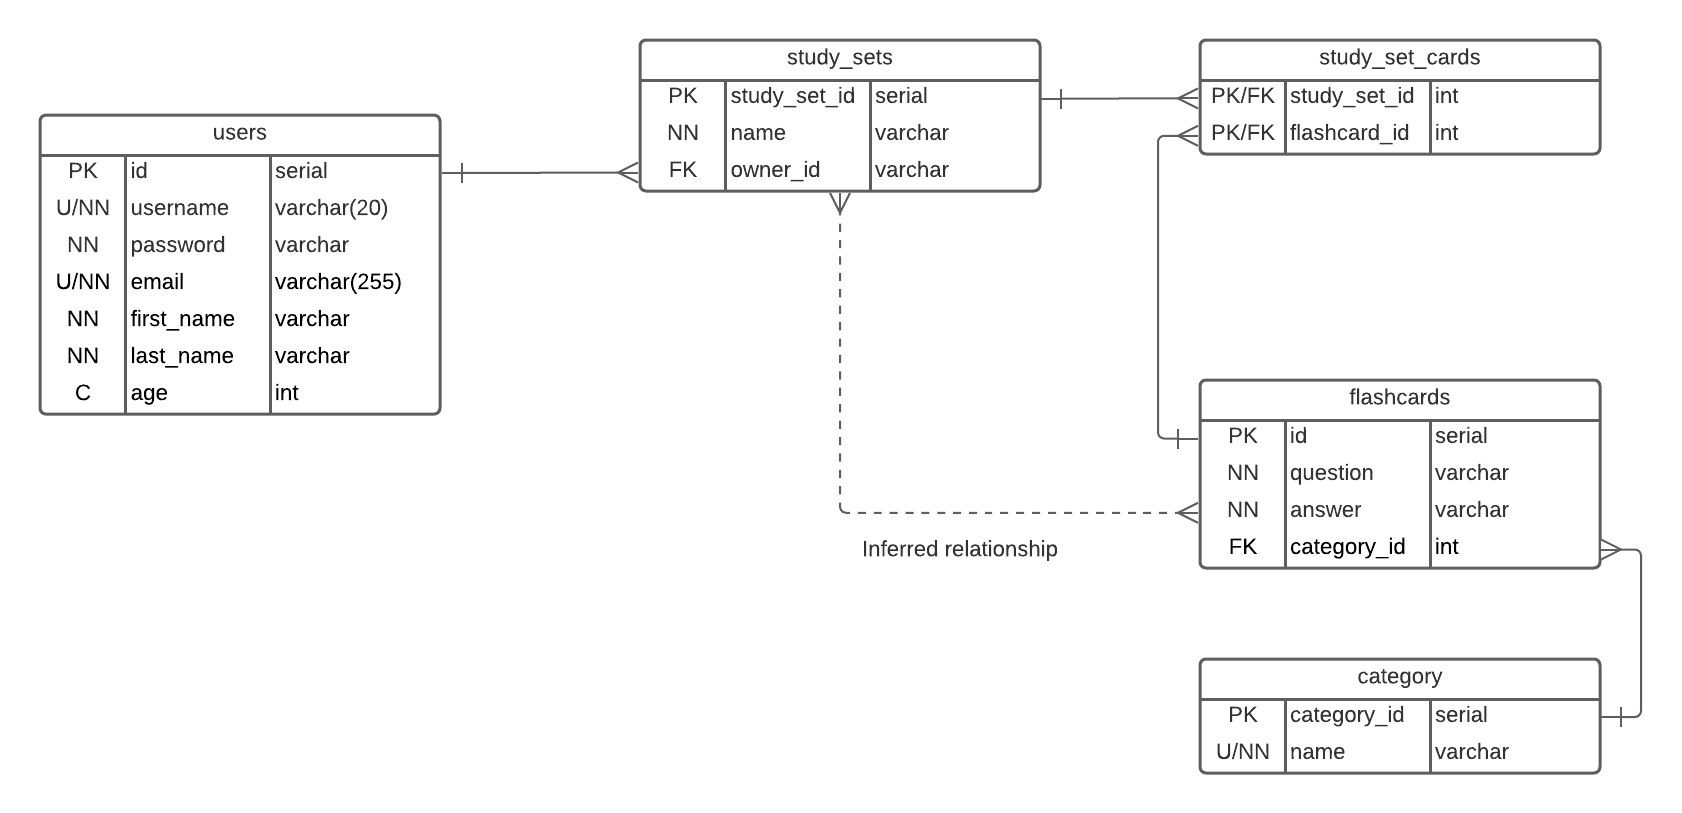 users
PK id serial
U/NN username varchar(20)
NN password varchar
U/NN email varchar(255)
NN first_name varchar
NN last_name varchar
C age int
study_sets
PK study_set_id serial
NN name varchar
FK owner_id varchar
study_set_cards
PK/FK study_set_id int
PK/FK flashcard_id int
Inferred relationship
flashcards
PK id serial
NN question varchar
NN answer varchar
FK category_id int
category
PK category_id serial
U/NN name varchar